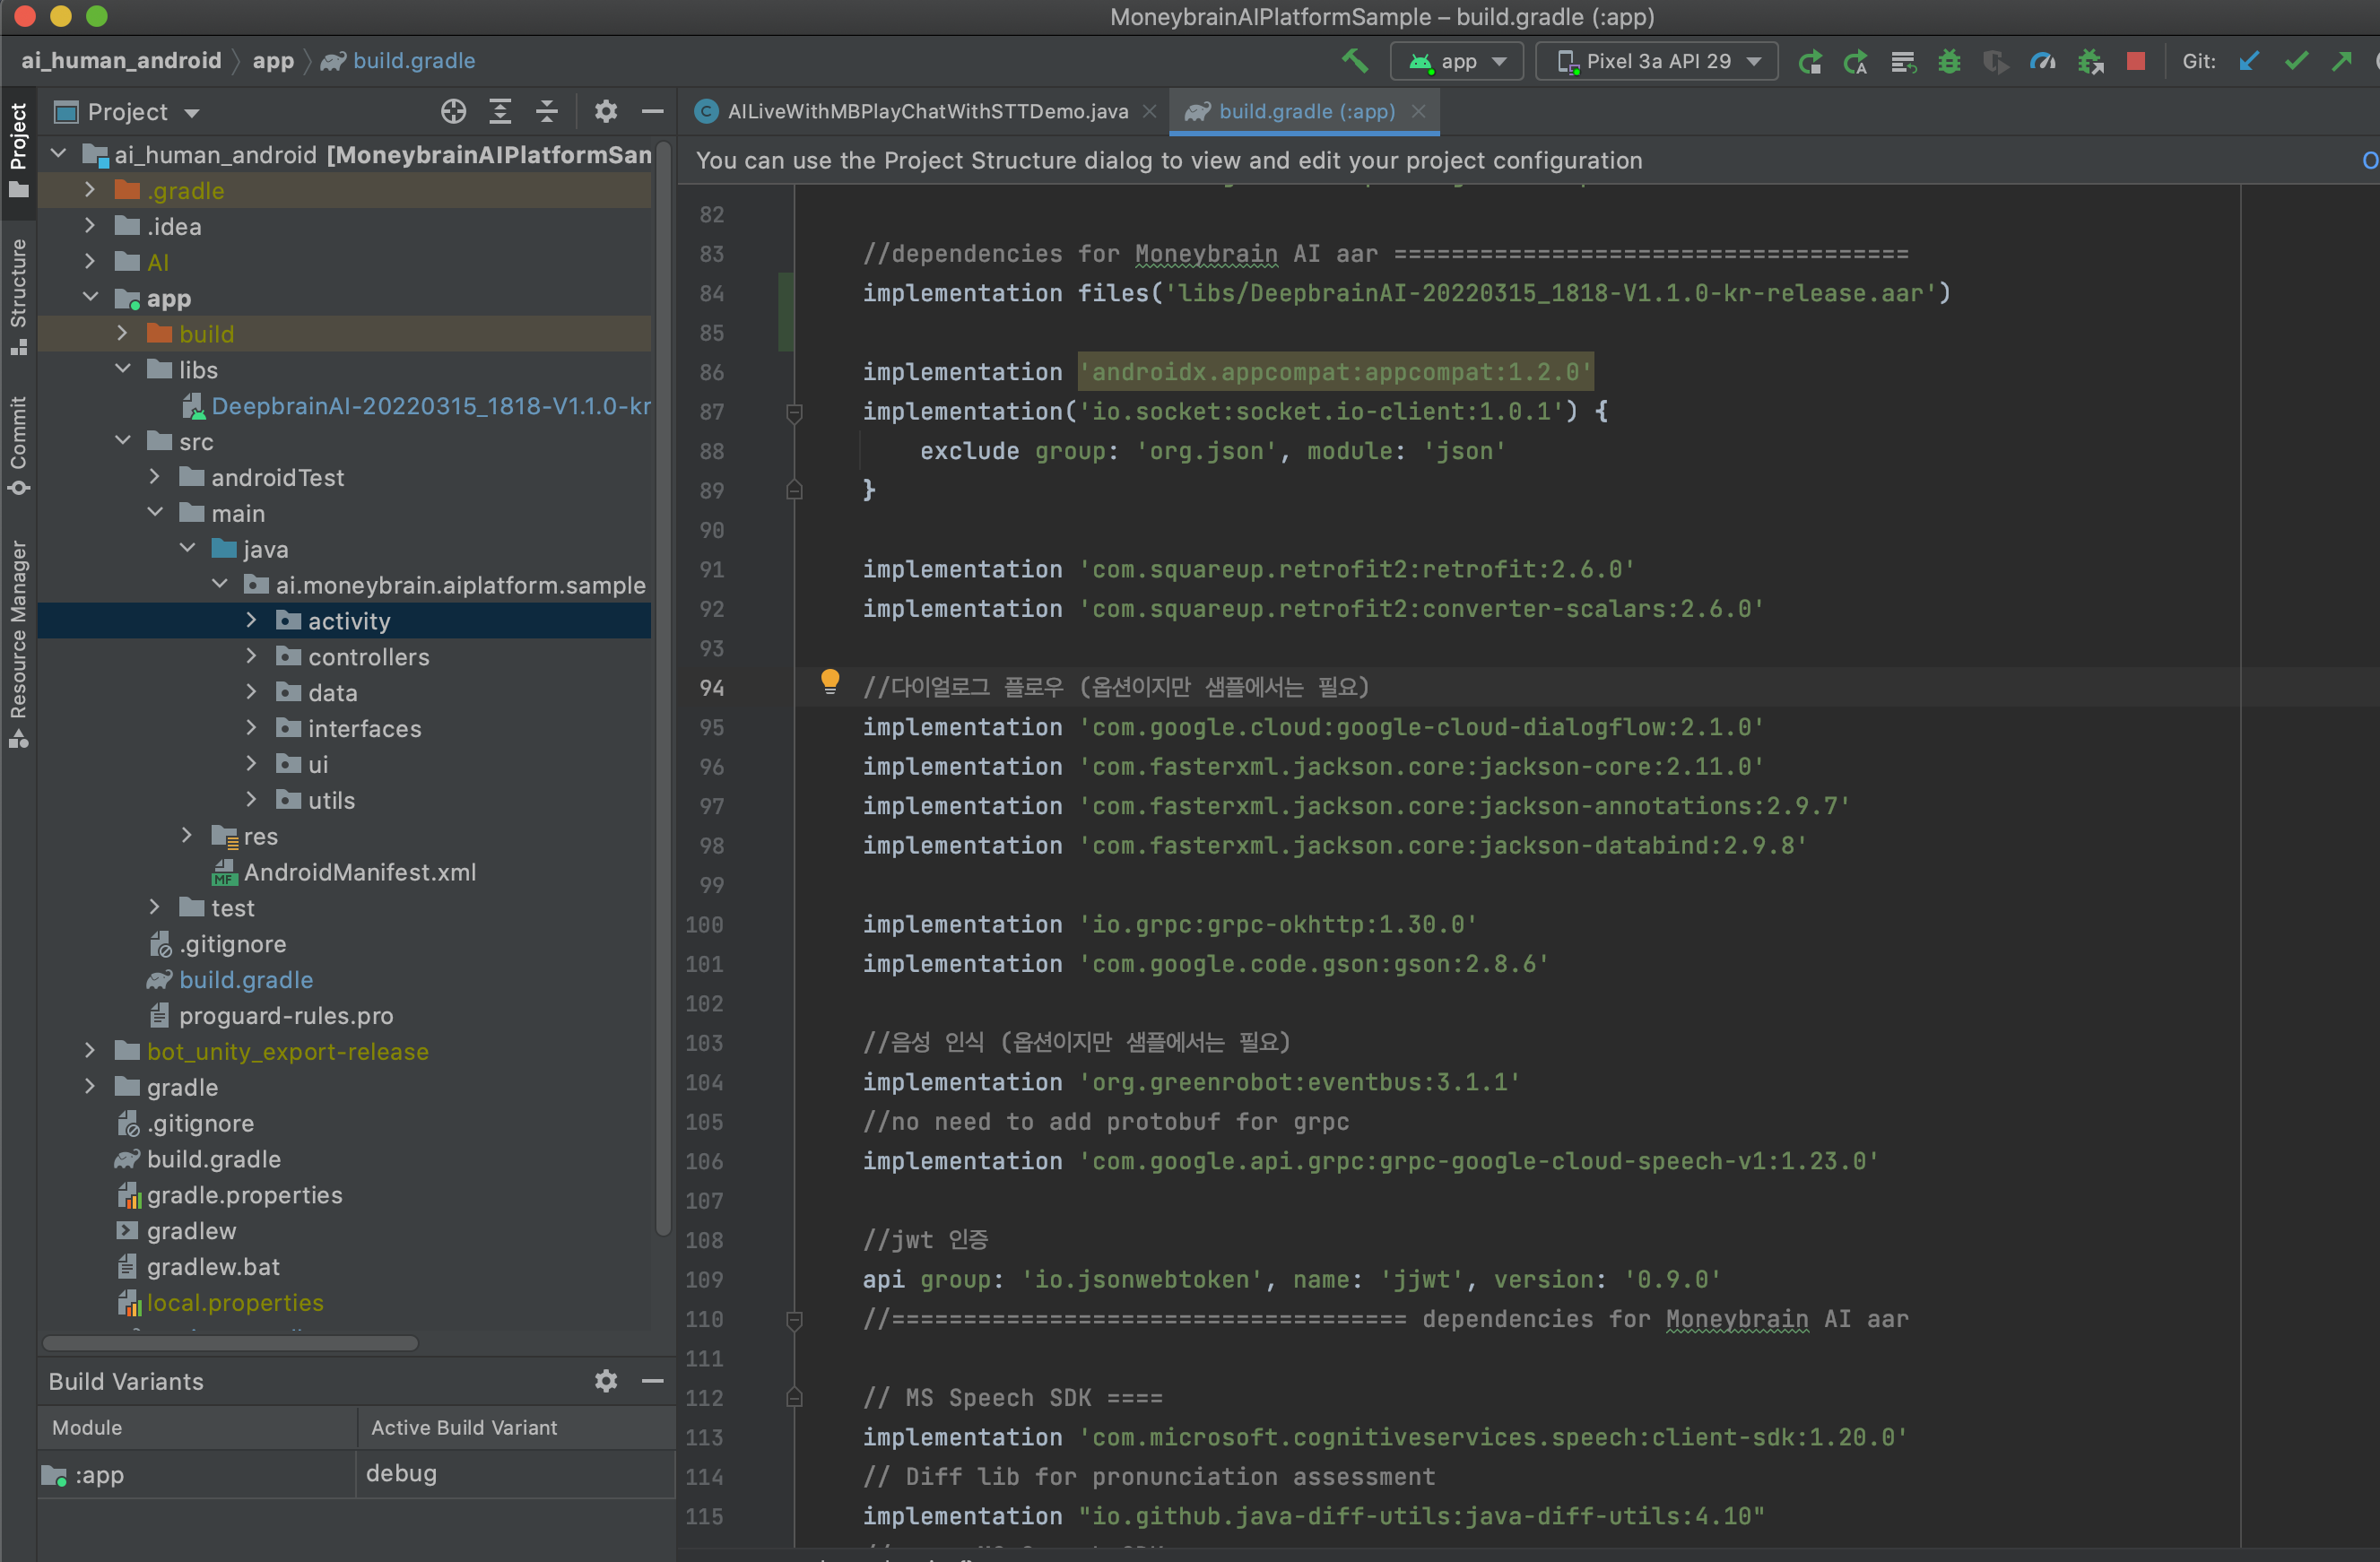 MoneybrainAIPlatformSample – build.gradle (:app)
ai_human_android app build.gradle
app Pixel 3a API 29 Git:
Project
AILiveWithMBPlayChatWithSTTDemo.java build.gradle (:app)
You can use the Project Structure dialog to view and edit your project configuration
Project
Structure
Commit
Resource Manager
ai_human_android [MoneybrainAIPlatformSam
.gradle
.idea
AI
app
build
libs
DeepbrainAI-20220315_1818-V1.1.0-kr
src
androidTest
main
java
ai.moneybrain.aiplatform.sample
activity
controllers
data
interfaces
ui
utils
res
AndroidManifest.xml
test
.gitignore
build.gradle
proguard-rules.pro
bot_unity_export-release
gradle
.gitignore
build.gradle
gradle.properties
gradlew
gradlew.bat
local.properties
Build Variants
Module Active Build Variant
:app debug
82
83 //dependencies for Moneybrain AI aar ====================================
84 implementation files('libs/DeepbrainAI-20220315_1818-V1.1.0-kr-release.aar')
85
86 implementation 'androidx.appcompat:appcompat:1.2.0'
87 implementation('io.socket:socket.io-client:1.0.1') {
88 exclude group: 'org.json', module: 'json'
89 }
90
91 implementation 'com.squareup.retrofit2:retrofit:2.6.0'
92 implementation 'com.squareup.retrofit2:converter-scalars:2.6.0'
93
94 //다이얼로그 플로우 (옵션이지만 샘플에서는 필요)
95 implementation 'com.google.cloud:google-cloud-dialogflow:2.1.0'
96 implementation 'com.fasterxml.jackson.core:jackson-core:2.11.0'
97 implementation 'com.fasterxml.jackson.core:jackson-annotations:2.9.7'
98 implementation 'com.fasterxml.jackson.core:jackson-databind:2.9.8'
99
100 implementation 'io.grpc:grpc-okhttp:1.30.0'
101 implementation 'com.google.code.gson:gson:2.8.6'
102
103 //음성 인식 (옵션이지만 샘플에서는 필요)
104 implementation 'org.greenrobot:eventbus:3.1.1'
105 //no need to add protobuf for grpc
106 implementation 'com.google.api.grpc:grpc-google-cloud-speech-v1:1.23.0'
107
108 //jwt 인증
109 api group: 'io.jsonwebtoken', name: 'jjwt', version: '0.9.0'
110 //==================================== dependencies for Moneybrain AI aar
111
112 // MS Speech SDK ====
113 implementation 'com.microsoft.cognitiveservices.speech:client-sdk:1.20.0'
114 // Diff lib for pronunciation assessment
115 implementation "io.github.java-diff-utils:java-diff-utils:4.10"